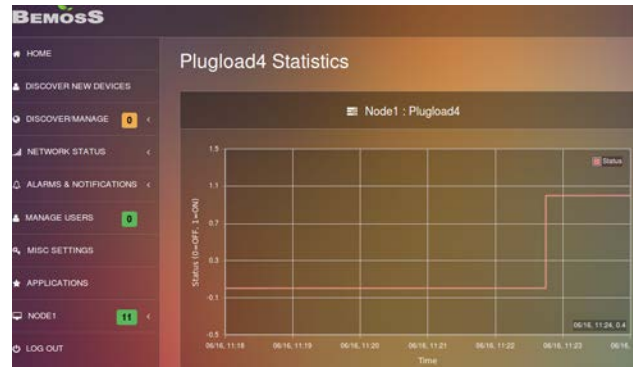 BEMOSS
HOME
DISCOVER NEW DEVICES
DISCOVER/MANAGE 0
NETWORK STATUS
ALARMS & NOTIFICATIONS
MANAGE USERS 0
MISC SETTINGS
APPLICATIONS
NODE1 11
LOG OUT
Plugload4 Statistics
Node1 : Plugload4
Status
1.5
1.1
0.7
0.3
-0.1
-0.5
Status (0=OFF, 1=ON)
06/16, 11:24, 0.4
06/16, 11:18 06/16, 11:19 06/16, 11:20 06/16, 11:21 06/16, 11:22 06/16, 11:23 06/16,
Time